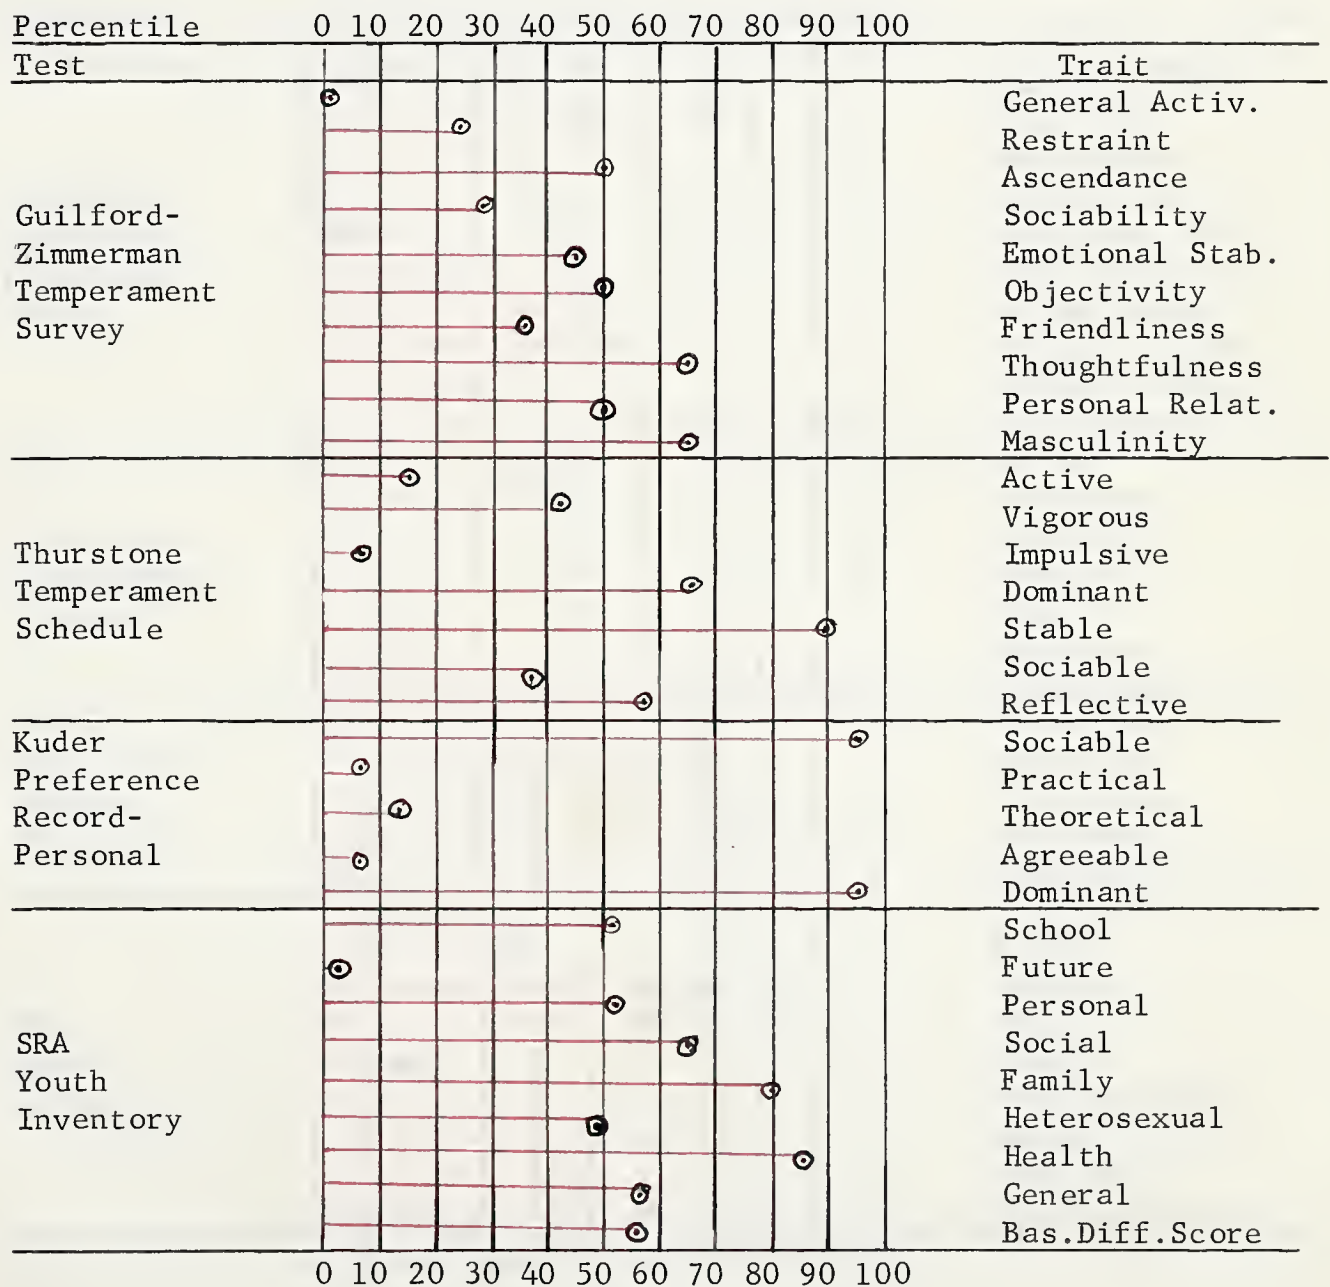 Percentile 0 10 20 30 40 50 60 70 80 90 100
Test Trait
General Activ.
Restraint
Ascendance
Guilford- Sociability
Zimmerman Emotional Stab.
Temperament Objectivity
Survey Friendliness
Thoughtfulness
Personal Relat.
Masculinity
Active
Vigorous
Thurstone Impulsive
Temperament Dominant
Schedule Stable
Sociable
Reflective
Kuder Sociable
Preference Practical
Record- Theoretical
Personal Agreeable
Dominant
School
Future
Personal
SRA Social
Youth Family
Inventory Heterosexual
Health
General
Bas.Diff.Score
0 10 20 30 40 50 60 70 80 90 100